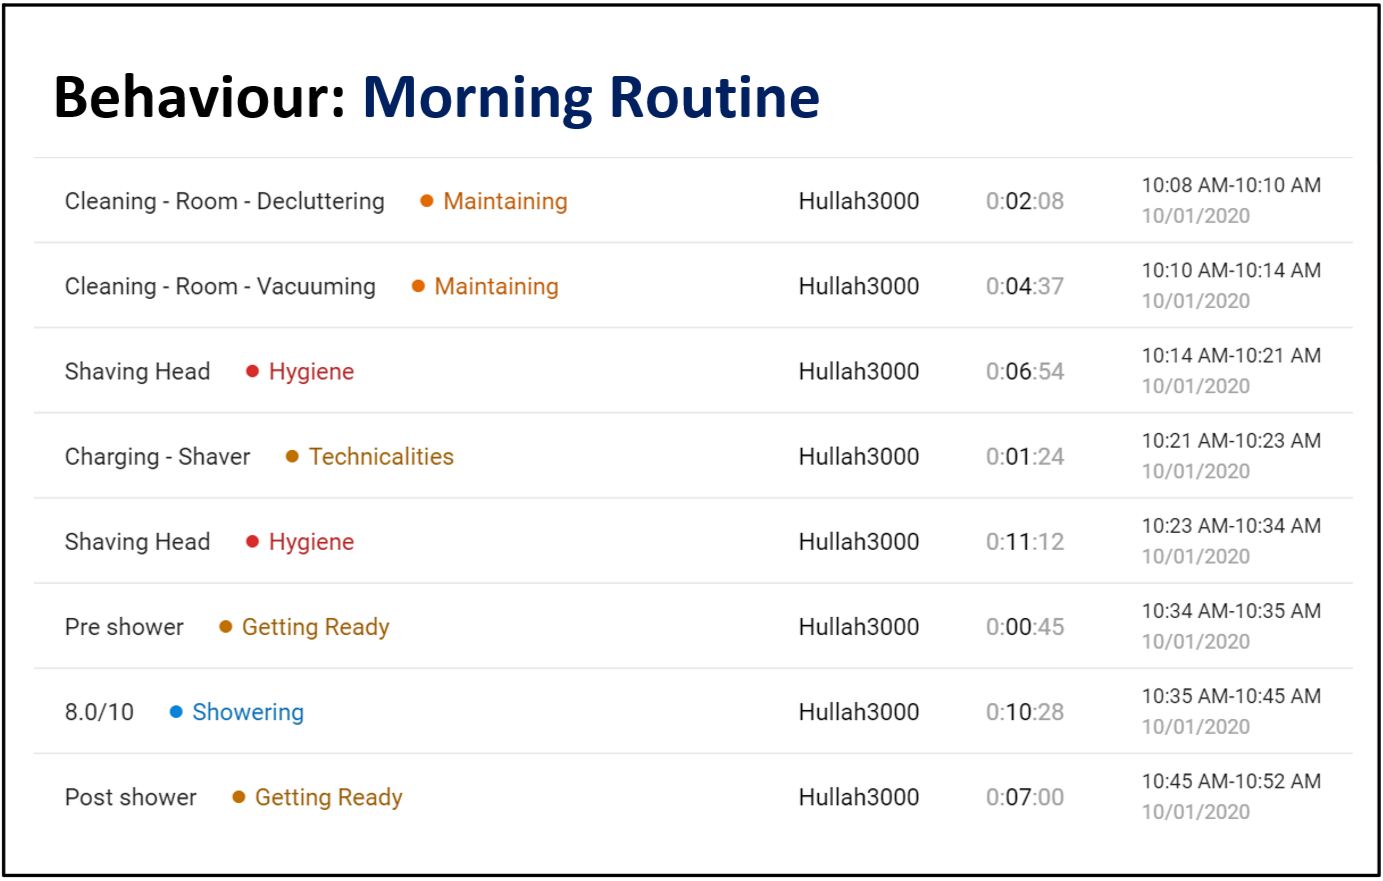 Behaviour: Morning Routine
Cleaning - Room - Decluttering Maintaining Hullah3000 0:02:08 10:08 AM-10:10 AM
10/01/2020
Cleaning - Room - Vacuuming Maintaining Hullah3000 0:04:37 10:10 AM-10:14 AM
10/01/2020
Shaving Head Hygiene Hullah3000 0:06:54 10:14 AM-10:21 AM
10/01/2020
Charging - Shaver Technicalities Hullah3000 0:01:24 10:21 AM-10:23 AM
10/01/2020
Shaving Head Hygiene Hullah3000 0:11:12 10:23 AM-10:34 AM
10/01/2020
Pre shower Getting Ready Hullah3000 0:00:45 10:34 AM-10:35 AM
10/01/2020
8.0/10 Showering Hullah3000 0:10:28 10:35 AM-10:45 AM
10/01/2020
Post shower Getting Ready Hullah3000 0:07:00 10:45 AM-10:52 AM
10/01/2020